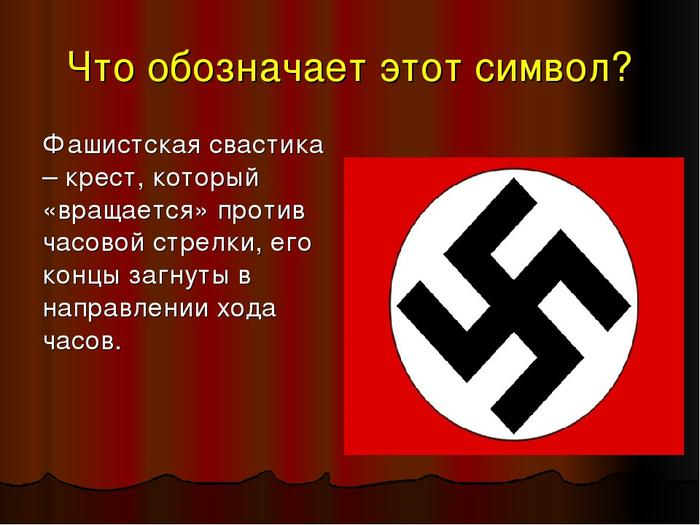 Что обозначает этот символ?
Фашистская свастика
– крест, который
«вращается» против
часовой стрелки, его
концы загнуты в
направлении хода
часов.